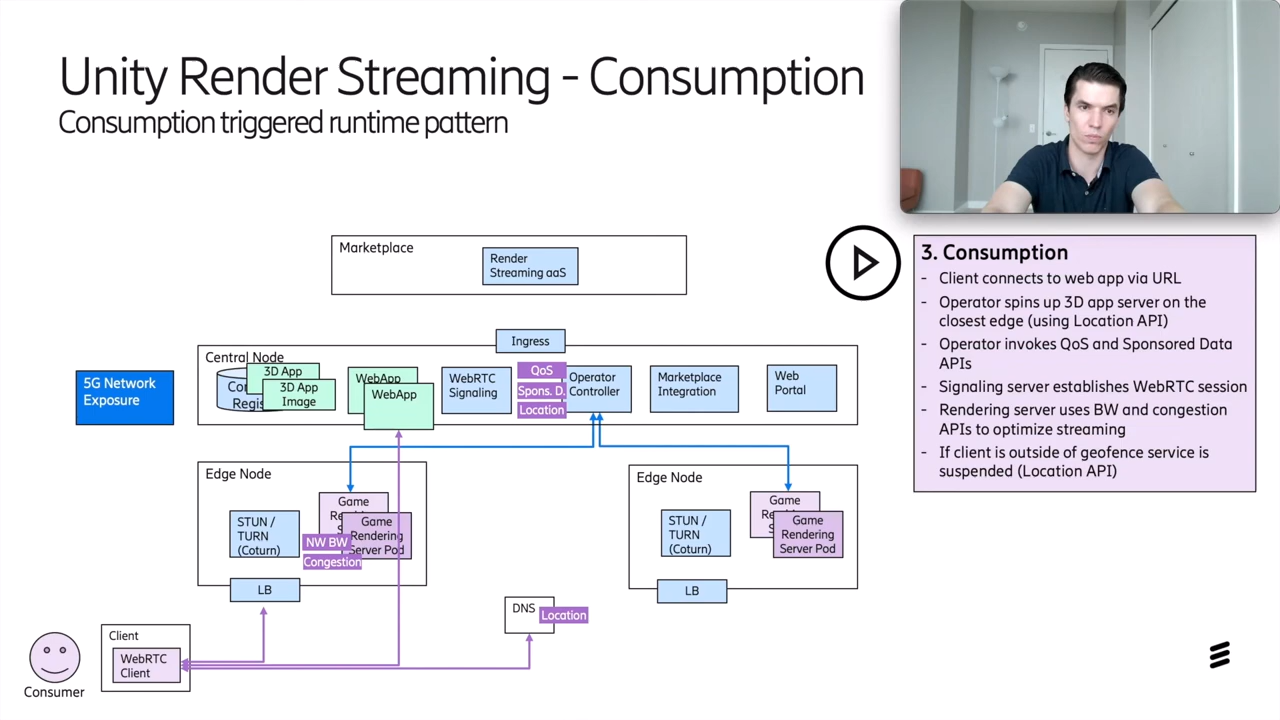 Unity Render Streaming - Consumption
Consumption triggered runtime pattern
Marketplace
Render
Streaming aaS
3. Consumption
- Client connects to web app via URL
- Operator spins up 3D app server on the
closest edge (using Location API)
- Operator invokes QoS and Sponsored Data
APIs
- Signaling server establishes WebRTC session
- Rendering server uses BW and congestion
APIs to optimize streaming
- If client is outside of geofence service is
suspended (Location API)
5G Network
Exposure
Ingress
Central Node
3D App
3D App
Image
WebApp
WebApp
WebRTC
Signaling
QoS
Spons. D.
Location
Operator
Controller
Marketplace
Integration
Web
Portal
Edge Node
STUN /
TURN
(Coturn)
Game
Game
Rendering
Server Pod
NW BW
Congestion
LB
Edge Node
STUN /
TURN
(Coturn)
Game
Game
Rendering
Server Pod
LB
DNS
Location
Client
WebRTC
Client
Consumer